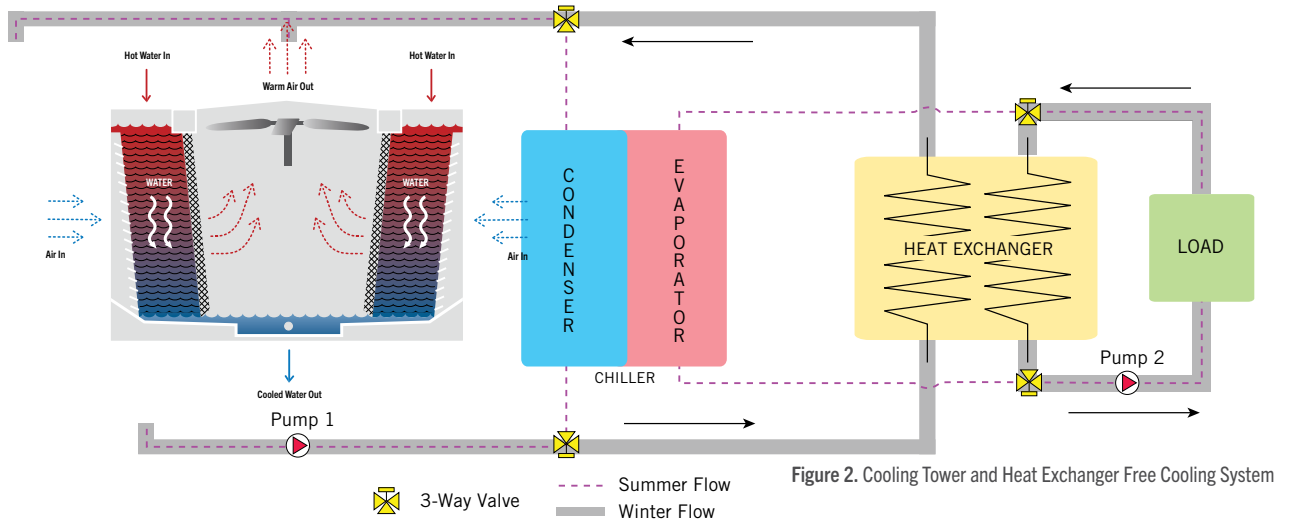 Hot Water In
Hot Water In
Warm Air Out
WATER
WATER
Air In
Air In
Cooled Water Out
Pump 1
CONDENSER
EVAPORATOR
CHILLER
HEAT EXCHANGER
LOAD
Pump 2
3-Way Valve
Summer Flow
Winter Flow
Figure 2. Cooling Tower and Heat Exchanger Free Cooling System